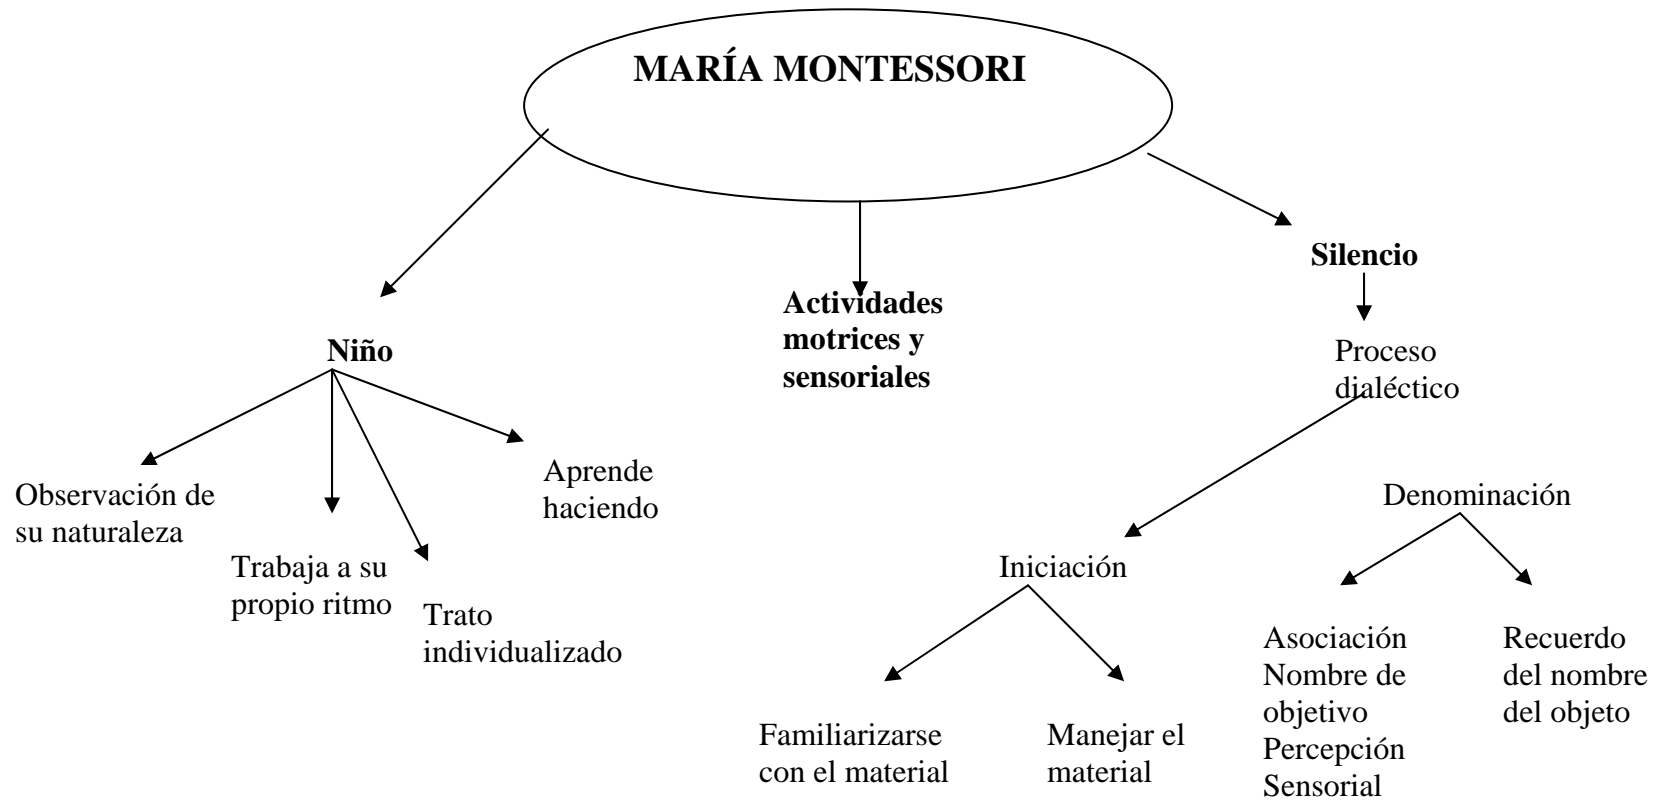 MARÍA MONTESSORI
Silencio
Actividades
motrices y
sensoriales
Niño
Proceso
dialéctico
Observación de
su naturaleza
Trabaja a su
propio ritmo
Trato
individualizado
Aprende
haciendo
Iniciación
Denominación
Familiarizarse
con el material
Manejar el
material
Asociación
Nombre de
objetivo
Percepción
Sensorial
Recuerdo
del nombre
del objeto